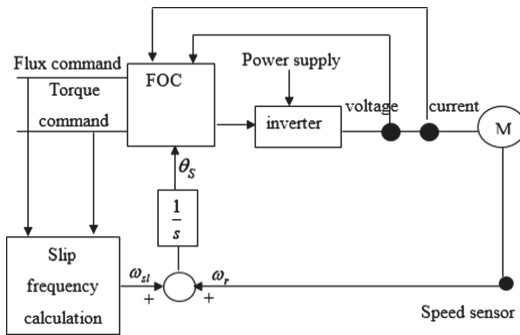 Flux command
Torque
command
FOC
Power supply
inverter
voltage
current
M
θS
1
s
Slip
frequency
calculation
ωsl
+
+
ωr
Speed sensor